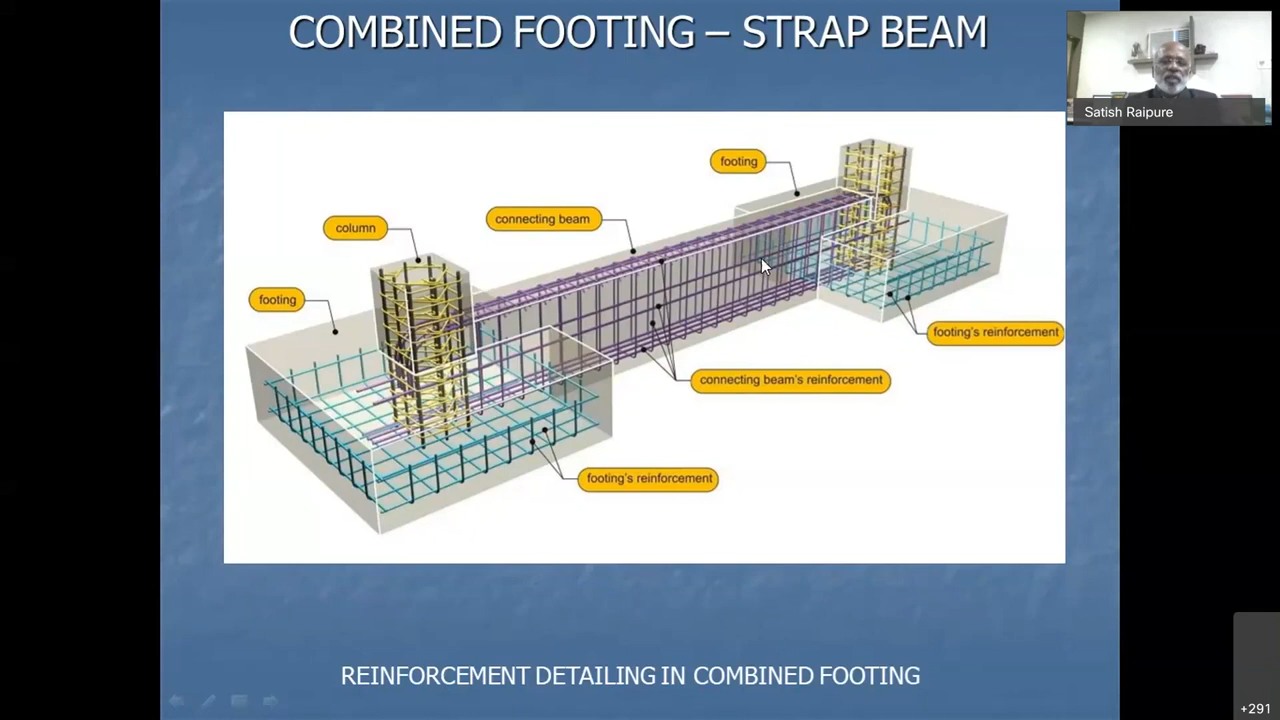 COMBINED FOOTING – STRAP BEAM
Satish Raipure
footing
connecting beam
column
footing
footing's reinforcement
connecting beam's reinforcement
footing's reinforcement
REINFORCEMENT DETAILING IN COMBINED FOOTING
+291